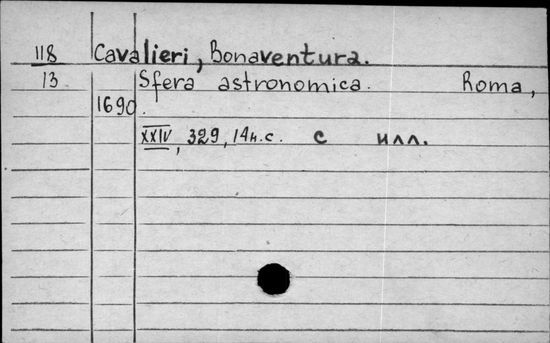 118 Cavalieri, Bonaventura.
13 Sfera astronomica. Roma,
1690.
XXIV, 329, 14н.с. с илл.